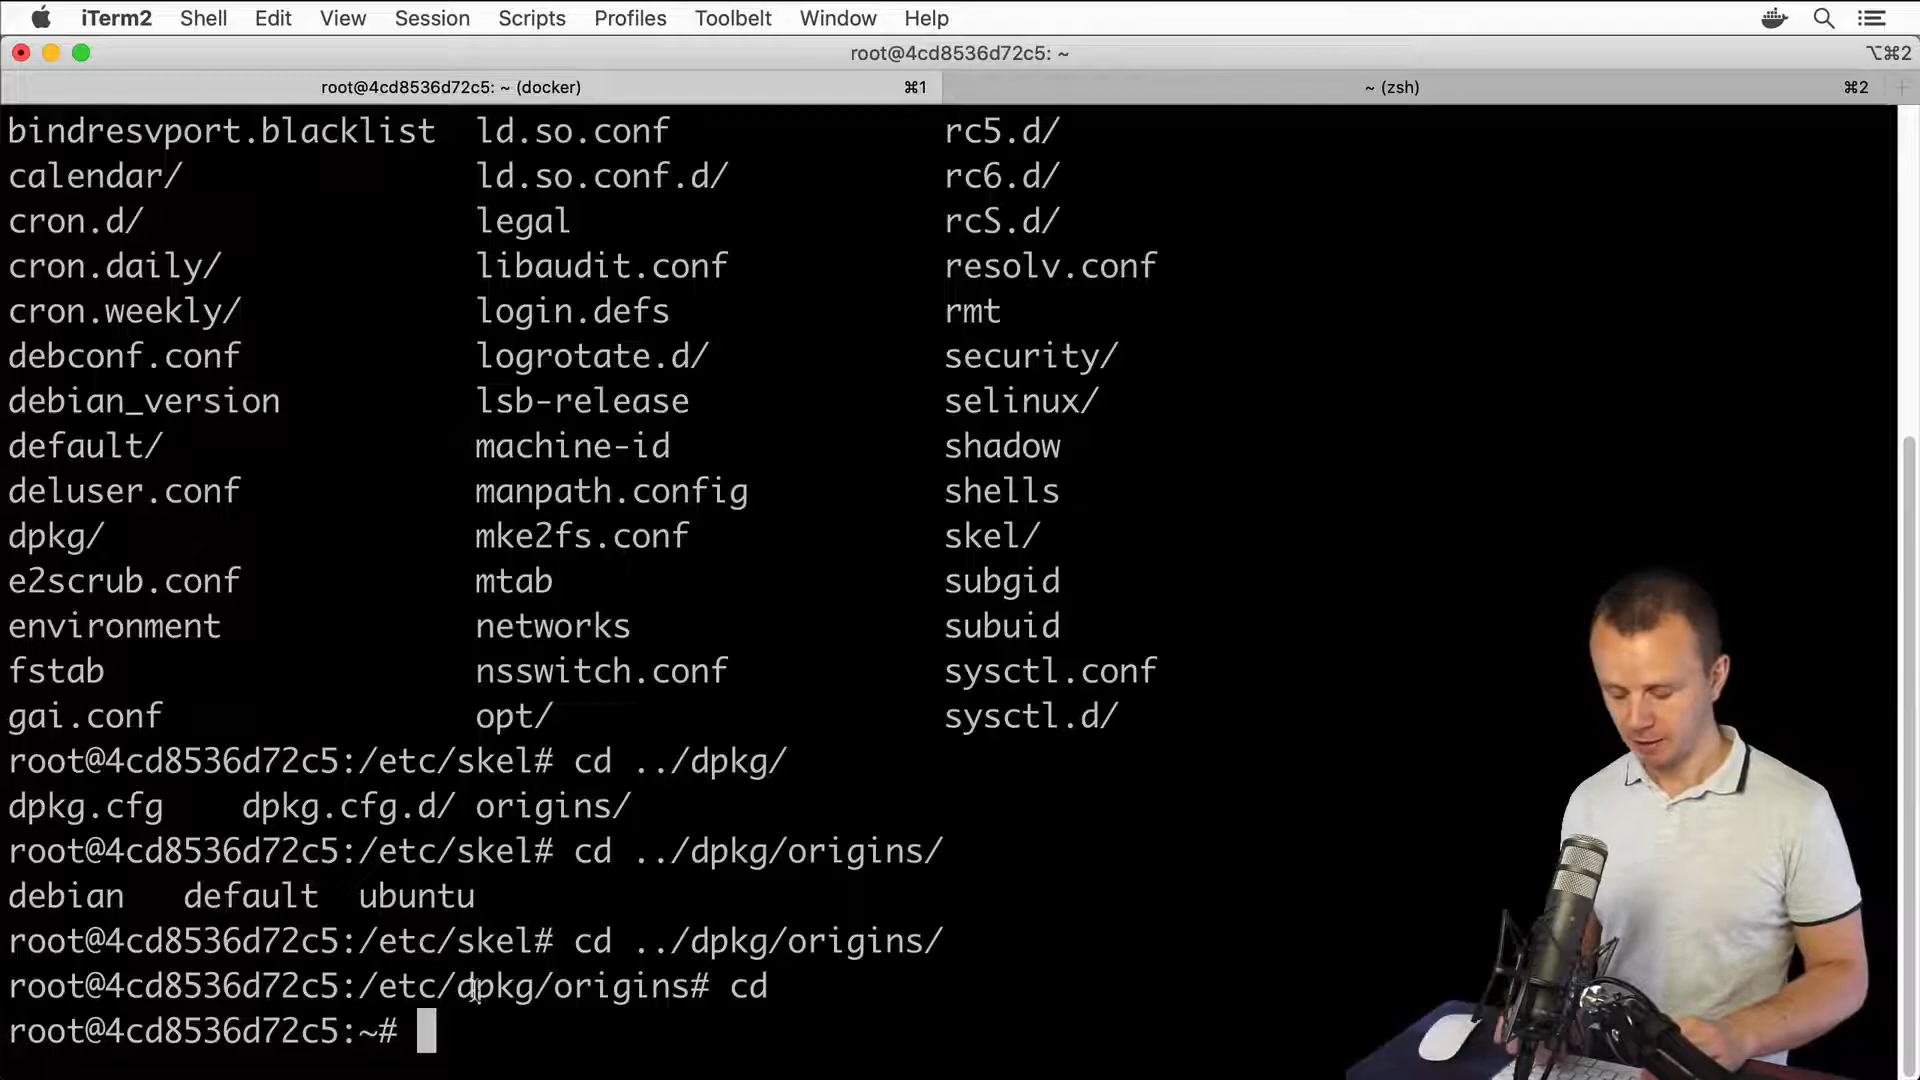 iTerm2 Shell Edit View Session Scripts Profiles Toolbelt Window Help
root@4cd8536d72c5: ~ ⌥⌘2
root@4cd8536d72c5: ~ (docker) ⌘1 ~ (zsh) ⌘2
bindresvport.blacklist ld.so.conf rc5.d/
calendar/ ld.so.conf.d/ rc6.d/
cron.d/ legal rcS.d/
cron.daily/ libaudit.conf resolv.conf
cron.weekly/ login.defs rmt
debconf.conf logrotate.d/ security/
debian_version lsb-release selinux/
default/ machine-id shadow
deluser.conf manpath.config shells
dpkg/ mke2fs.conf skel/
e2scrub.conf mtab subgid
environment networks subuid
fstab nsswitch.conf sysctl.conf
gai.conf opt/ sysctl.d/
root@4cd8536d72c5:/etc/skel# cd ../dpkg/
dpkg.cfg dpkg.cfg.d/ origins/
root@4cd8536d72c5:/etc/skel# cd ../dpkg/origins/
debian default ubuntu
root@4cd8536d72c5:/etc/skel# cd ../dpkg/origins/
root@4cd8536d72c5:/etc/dpkg/origins# cd
root@4cd8536d72c5:~#